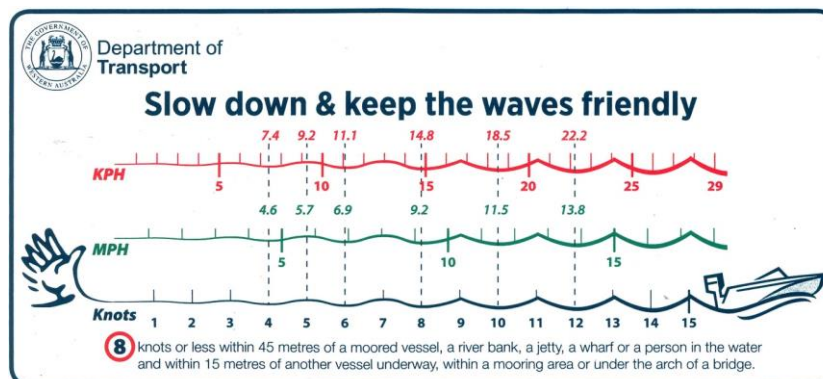 THE GOVERNMENT OF
WESTERN AUSTRALIA
Department of
Transport
Slow down & keep the waves friendly
7.4 9.2 11.1 14.8 18.5 22.2
KPH
5 10 15 20 25 29
4.6 5.7 6.9 9.2 11.5 13.8
MPH
5 10 15
Knots
1 2 3 4 5 6 7 8 9 10 11 12 13 14 15
8 knots or less within 45 metres of a moored vessel, a river bank, a jetty, a wharf or a person in the water
and within 15 metres of another vessel underway, within a mooring area or under the arch of a bridge.